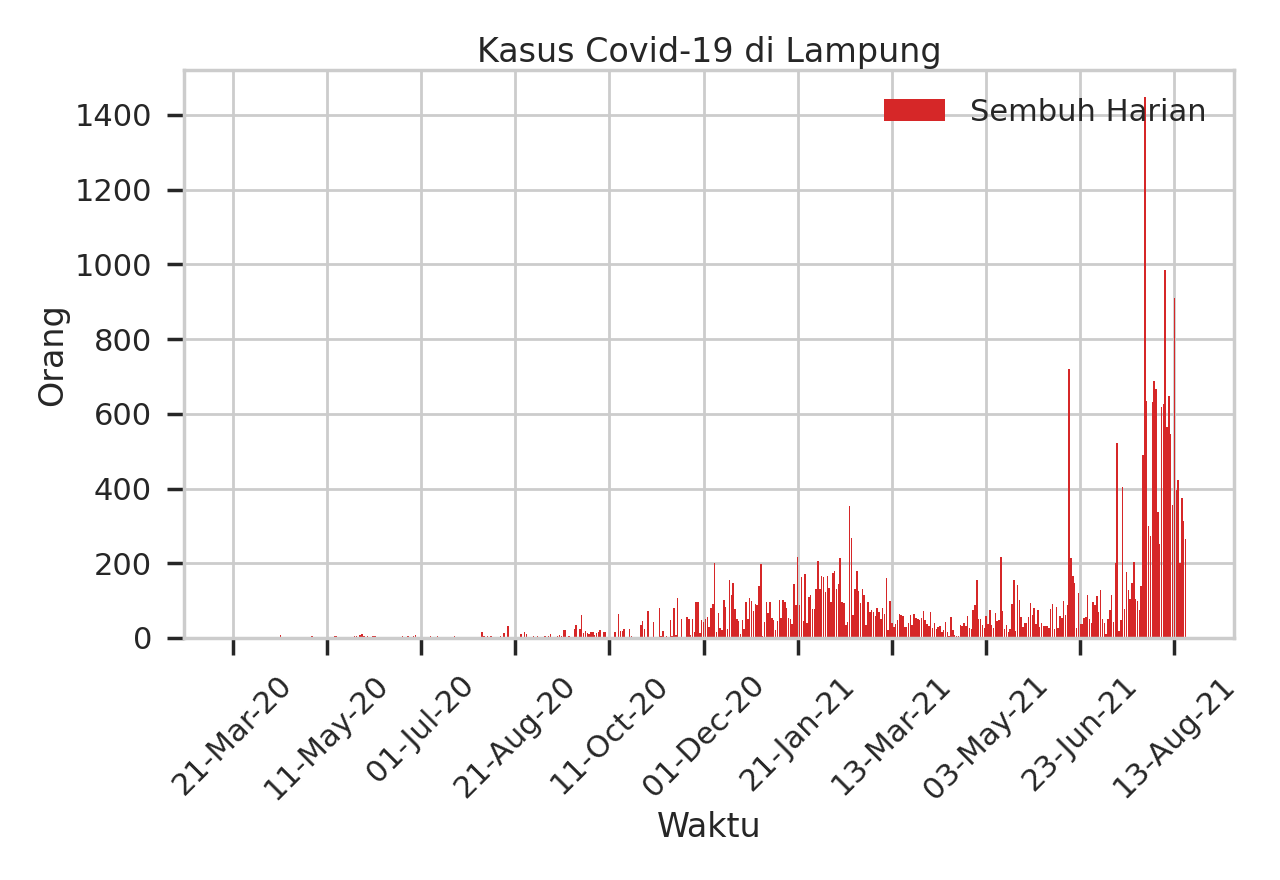 Kasus Covid-19 di Lampung
Sembuh Harian
1400
1200
1000
800
600
400
200
0
Orang
21-Mar-20
11-May-20
01-Jul-20
21-Aug-20
11-Oct-20
01-Dec-20
21-Jan-21
13-Mar-21
03-May-21
23-Jun-21
13-Aug-21
Waktu